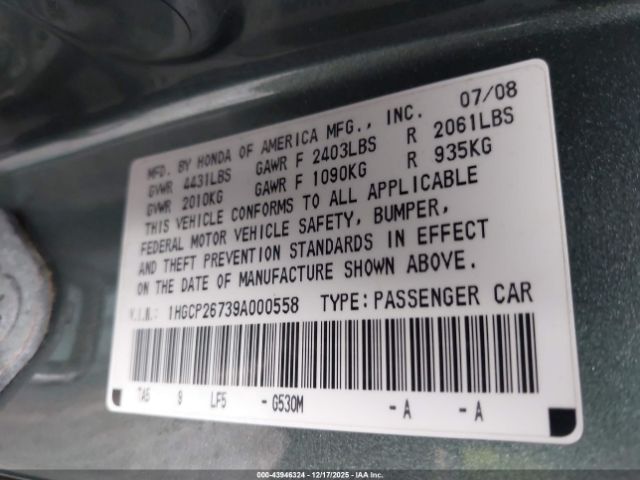 07/08
MFD. BY HONDA OF AMERICA MFG., INC.
GVWR 4431LBS GAWR F 2403LBS R 2061LBS
GVWR 2010KG GAWR F 1090KG R 935KG
THIS VEHICLE CONFORMS TO ALL APPLICABLE
FEDERAL MOTOR VEHICLE SAFETY, BUMPER,
AND THEFT PREVENTION STANDARDS IN EFFECT
ON THE DATE OF MANUFACTURE SHOWN ABOVE.
V.I.N.: 1HGCP26739A000558 TYPE:PASSENGER CAR
TA5 9 LF5 - G530M -A -A
000-43946324 - 12/17/2025 - IAAI.COM